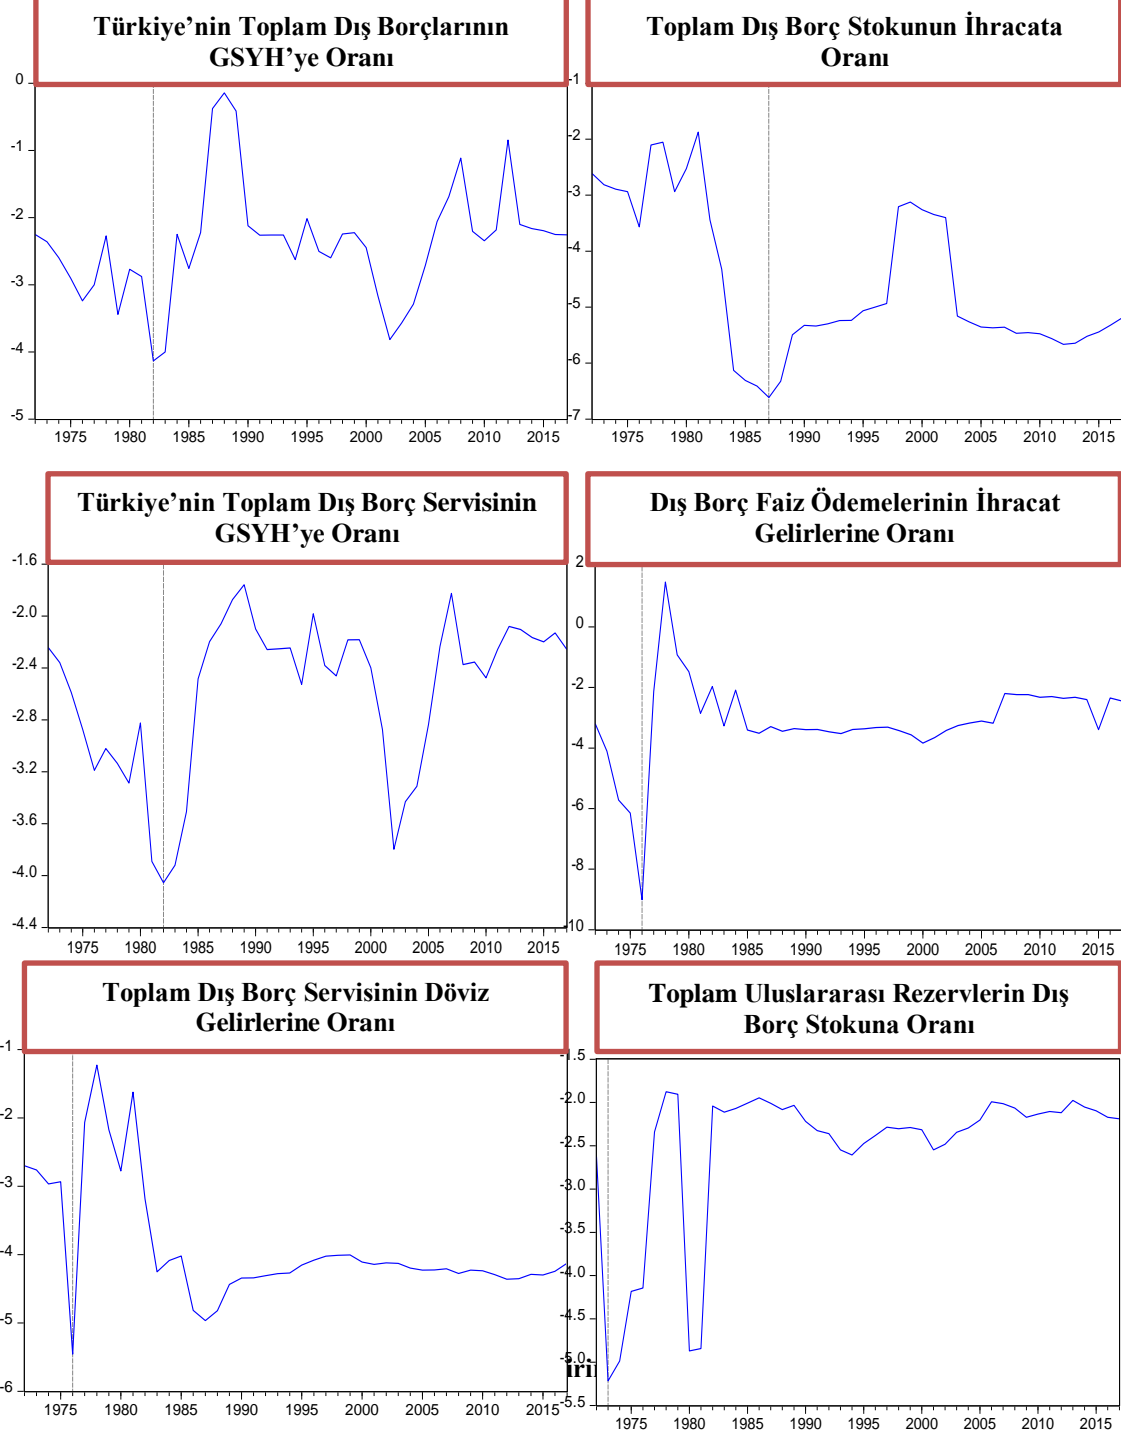 Türkiye’nin Toplam Dış Borçlarının
GSYH’ye Oranı
0
-1
-2
-3
-4
-5
1975 1980 1985 1990 1995 2000 2005 2010 2015
Toplam Dış Borç Stokunun İhracata
Oranı
-1
-2
-3
-4
-5
-6
-7
1975 1980 1985 1990 1995 2000 2005 2010 2015
Türkiye’nin Toplam Dış Borç Servisinin
GSYH’ye Oranı
-1.6
-2.0
-2.4
-2.8
-3.2
-3.6
-4.0
-4.4
1975 1980 1985 1990 1995 2000 2005 2010 2015
Dış Borç Faiz Ödemelerinin İhracat
Gelirlerine Oranı
2
0
-2
-4
-6
-8
-10
1975 1980 1985 1990 1995 2000 2005 2010 2015
Toplam Dış Borç Servisinin Döviz
Gelirlerine Oranı
-1
-2
-3
-4
-5
-6
1975 1980 1985 1990 1995 2000 2005 2010 2015
Toplam Uluslararası Rezervlerin Dış
Borç Stokuna Oranı
-1.5
-2.0
-2.5
-3.0
-3.5
-4.0
-4.5
-5.0
-5.5
1975 1980 1985 1990 1995 2000 2005 2010 2015